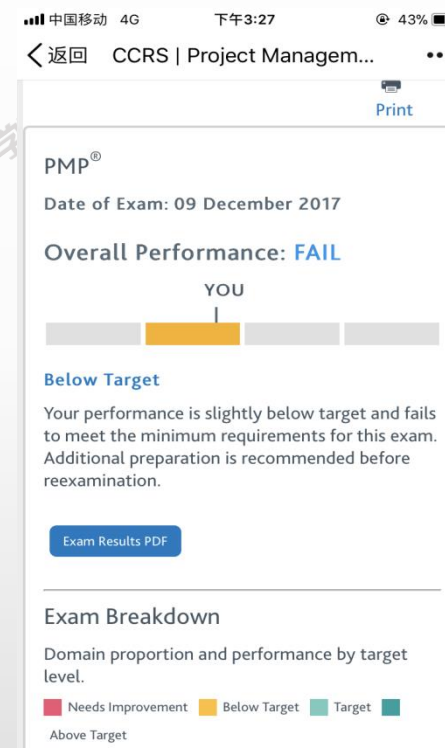 中国移动 4G 下午3:27 43%
返回 CCRS | Project Managem...
Print
PMP®
Date of Exam: 09 December 2017
Overall Performance: FAIL
YOU
Below Target
Your performance is slightly below target and fails
to meet the minimum requirements for this exam.
Additional preparation is recommended before
reexamination.
Exam Results PDF
Exam Breakdown
Domain proportion and performance by target
level.
Needs Improvement Below Target Target
Above Target